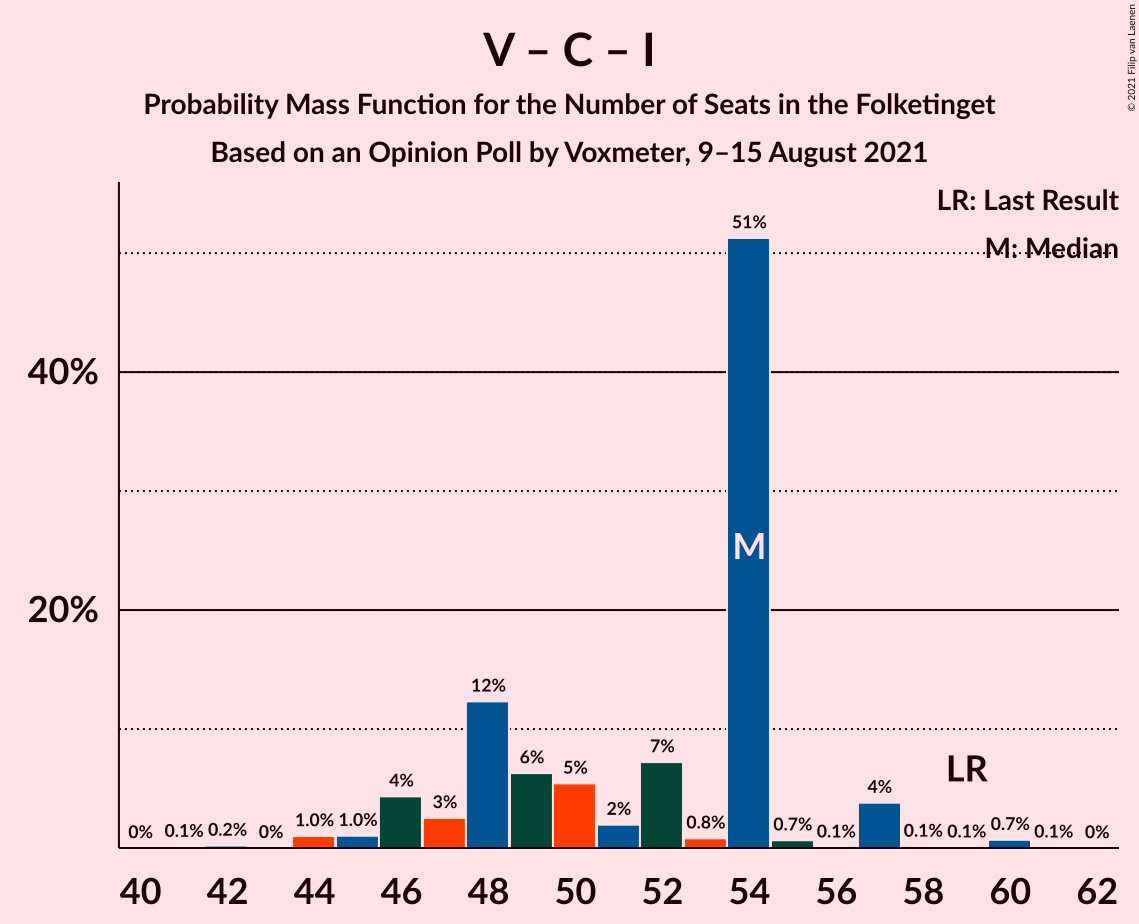 V – C – I
Probability Mass Function for the Number of Seats in the Folketinget
Based on an Opinion Poll by Voxmeter, 9–15 August 2021
© 2021 Filip van Laenen
LR: Last Result
M: Median
40%
20%
0% 0.1% 0.2% 0% 1.0% 1.0% 4% 3% 12% 6% 5% 2% 7% 0.8% 51% 0.7% 0.1% 4% 0.1% 0.1% 0.7% 0.1% 0%
M
LR
40 42 44 46 48 50 52 54 56 58 60 62